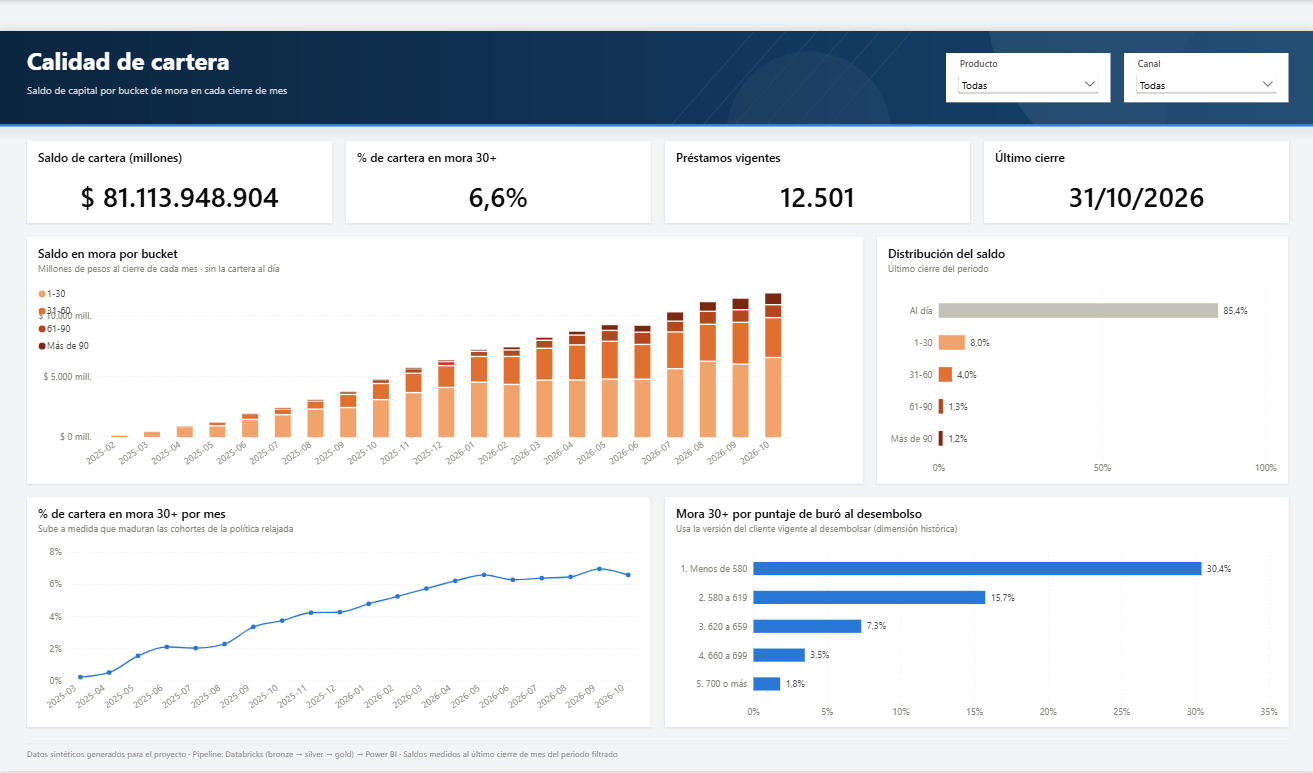 Calidad de cartera
Saldo de capital por bucket de mora en cada cierre de mes
Producto
Todas
Canal
Todas
Saldo de cartera (millones)
$ 81.113.948.904
% de cartera en mora 30+
6,6%
Préstamos vigentes
12.501
Último cierre
31/10/2026
Saldo en mora por bucket
Millones de pesos al cierre de cada mes · sin la cartera al día
1-30
31-60
61-90
Más de 90
$ 10.000 mill.
$ 5.000 mill.
$ 0 mill.
2025-02
2025-03
2025-04
2025-05
2025-06
2025-07
2025-08
2025-09
2025-10
2025-11
2025-12
2026-01
2026-02
2026-03
2026-04
2026-05
2026-06
2026-07
2026-08
2026-09
2026-10
Distribución del saldo
Último cierre del periodo
Al día 85,4%
1-30 8,0%
31-60 4,0%
61-90 1,3%
Más de 90 1,2%
0% 50% 100%
% de cartera en mora 30+ por mes
Sube a medida que maduran las cohortes de la política relajada
8%
6%
4%
2%
0%
2025-03
2025-04
2025-05
2025-06
2025-07
2025-08
2025-09
2025-10
2025-11
2025-12
2026-01
2026-02
2026-03
2026-04
2026-05
2026-06
2026-07
2026-08
2026-09
2026-10
Mora 30+ por puntaje de buró al desembolso
Usa la versión del cliente vigente al desembolsar (dimensión histórica)
1. Menos de 580 30,4%
2. 580 a 619 15,7%
3. 620 a 659 7,3%
4. 660 a 699 3,5%
5. 700 o más 1,8%
0% 5% 10% 15% 20% 25% 30% 35%
Datos sintéticos generados para el proyecto · Pipeline: Databricks (bronze → silver → gold) → Power BI · Saldos medidos al último cierre de mes del periodo filtrado